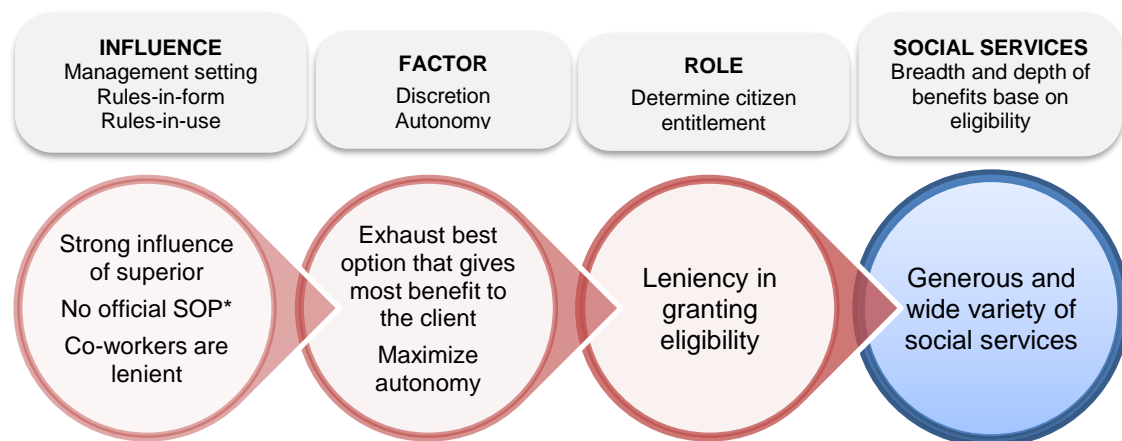 INFLUENCE
Management setting
Rules-in-form
Rules-in-use
FACTOR
Discretion
Autonomy
ROLE
Determine citizen
entitlement
SOCIAL SERVICES
Breadth and depth of
benefits base on
eligibility
Strong influence
of superior
No official SOP*
Co-workers are
lenient
Exhaust best
option that gives
most benefit to
the client
Maximize
autonomy
Leniency in
granting
eligibility
Generous and
wide variety of
social services